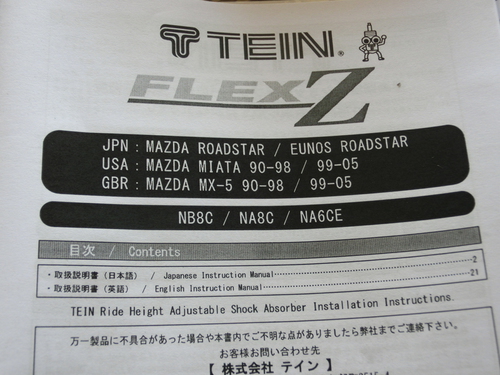 TEIN®
FLEX Z
JPN : MAZDA ROADSTAR / EUNOS ROADSTAR
USA : MAZDA MIATA 90-98 / 99-05
GBR : MAZDA MX-5 90-98 / 99-05
NB8C / NA8C / NA6CE
目次 / Contents
・取扱説明書（日本語） / Japanese Instruction Manual……2
・取扱説明書（英語） / English Instruction Manual……21
TEIN Ride Height Adjustable Shock Absorber Installation Instructions.
万一製品に不具合があった場合や本書内でご不明な点がありましたら弊社までご連絡下さい。
お客様お問い合わせ先
【 株式会社 テイン 】